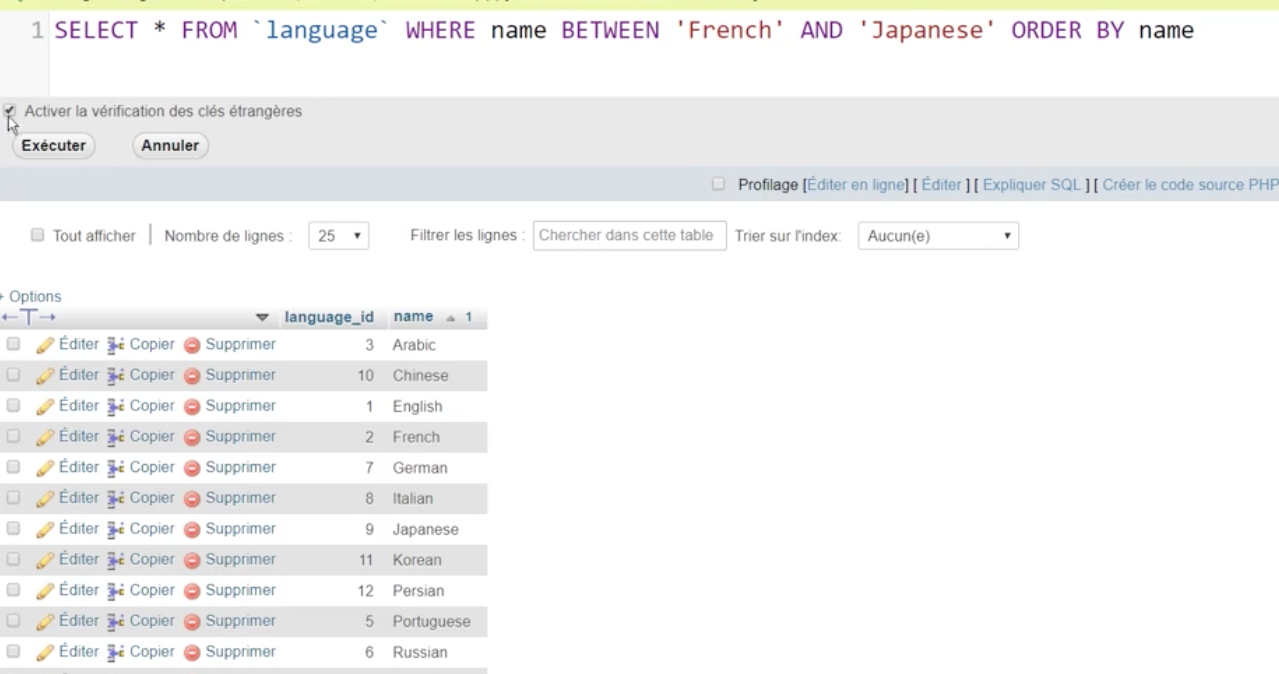 1 SELECT * FROM `language` WHERE name BETWEEN 'French' AND 'Japanese' ORDER BY name
Activer la vérification des clés étrangères
Exécuter Annuler
Profilage [Éditer en ligne] [ Éditer ] [ Expliquer SQL ] [ Créer le code source PHP
Tout afficher Nombre de lignes : 25 Filtrer les lignes : Chercher dans cette table Trier sur l'index: Aucun(e)
+ Options
←T→ language_id name 1
Éditer Copier Supprimer 3 Arabic
Éditer Copier Supprimer 10 Chinese
Éditer Copier Supprimer 1 English
Éditer Copier Supprimer 2 French
Éditer Copier Supprimer 7 German
Éditer Copier Supprimer 8 Italian
Éditer Copier Supprimer 9 Japanese
Éditer Copier Supprimer 11 Korean
Éditer Copier Supprimer 12 Persian
Éditer Copier Supprimer 5 Portuguese
Éditer Copier Supprimer 6 Russian